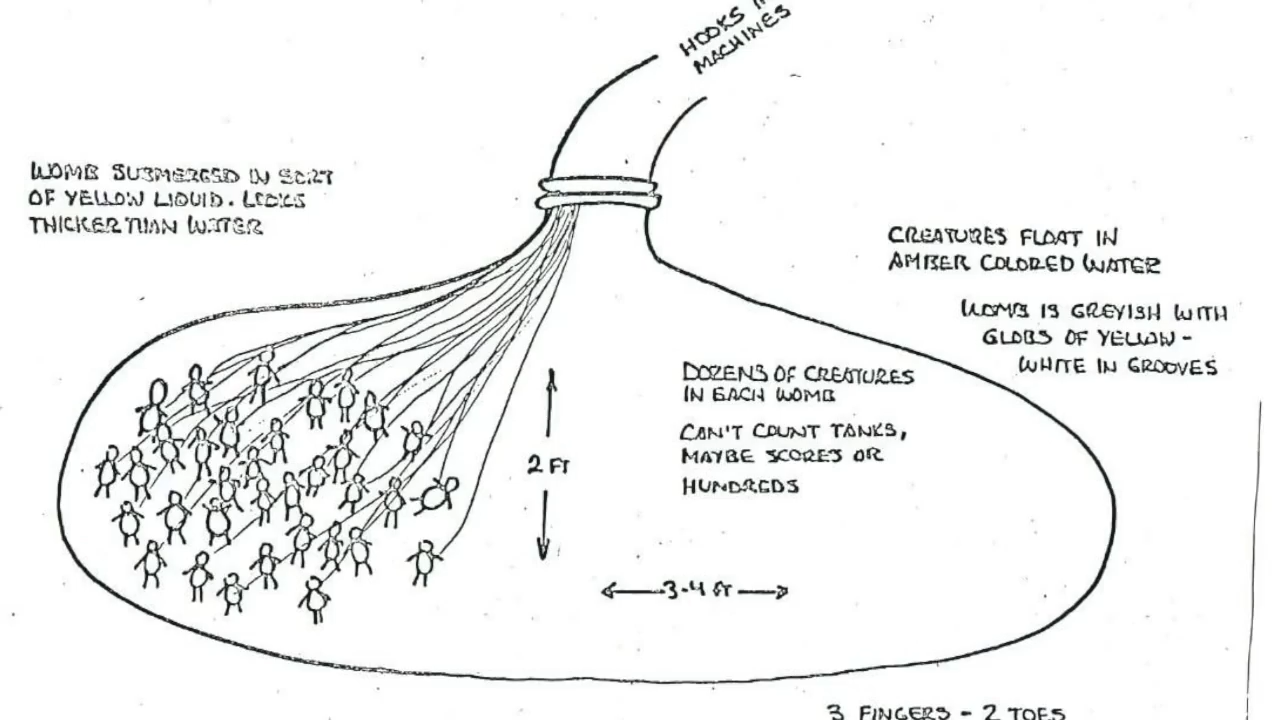 HOOKS
MACHINES
WOMB SUBMERGED IN SORT
OF YELLOW LIQUID. LOOKS
THICKER THAN WATER
CREATURES FLOAT IN
AMBER COLORED WATER
WOMB IS GREYISH WITH
GLOBS OF YELLOW-
WHITE IN GROOVES
DOZENS OF CREATURES
IN EACH WOMB
CAN'T COUNT TANKS,
MAYBE SCORES OR
HUNDREDS
2 FT
3-4 FT
3 FINGERS - 2 TOES